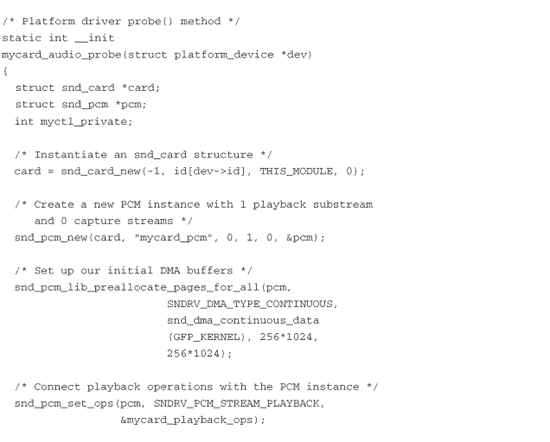 /* Platform driver probe() method */
static int __init
mycard_audio_probe(struct platform_device *dev)
{
  struct snd_card *card;
  struct snd_pcm *pcm;
  int myctl_private;

  /* Instantiate an snd_card structure */
  card = snd_card_new(-1, id[dev->id], THIS_MODULE, 0);

  /* Create a new PCM instance with 1 playback substream
     and 0 capture streams */
  snd_pcm_new(card, "mycard_pcm", 0, 1, 0, &pcm);

  /* Set up our initial DMA buffers */
  snd_pcm_lib_preallocate_pages_for_all(pcm,
                         SNDRV_DMA_TYPE_CONTINUOUS,
                         snd_dma_continuous_data
                         (GFP_KERNEL), 256*1024,
                         256*1024);

  /* Connect playback operations with the PCM instance */
  snd_pcm_set_ops(pcm, SNDRV_PCM_STREAM_PLAYBACK,
                  &mycard_playback_ops);